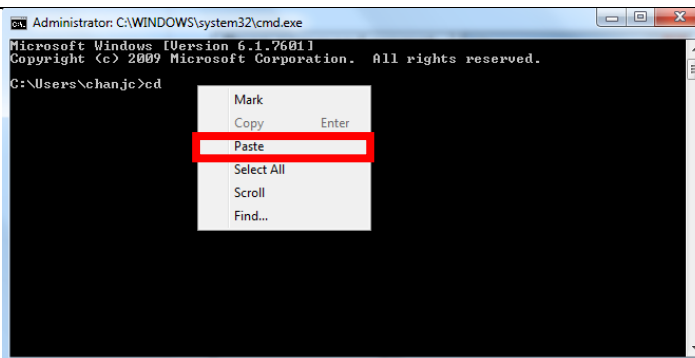 Administrator: C:\WINDOWS\system32\cmd.exe
Microsoft Windows [Version 6.1.7601]
Copyright (c) 2009 Microsoft Corporation.  All rights reserved.
C:\Users\chanjc>cd
Mark
Copy Enter
Paste
Select All
Scroll
Find...